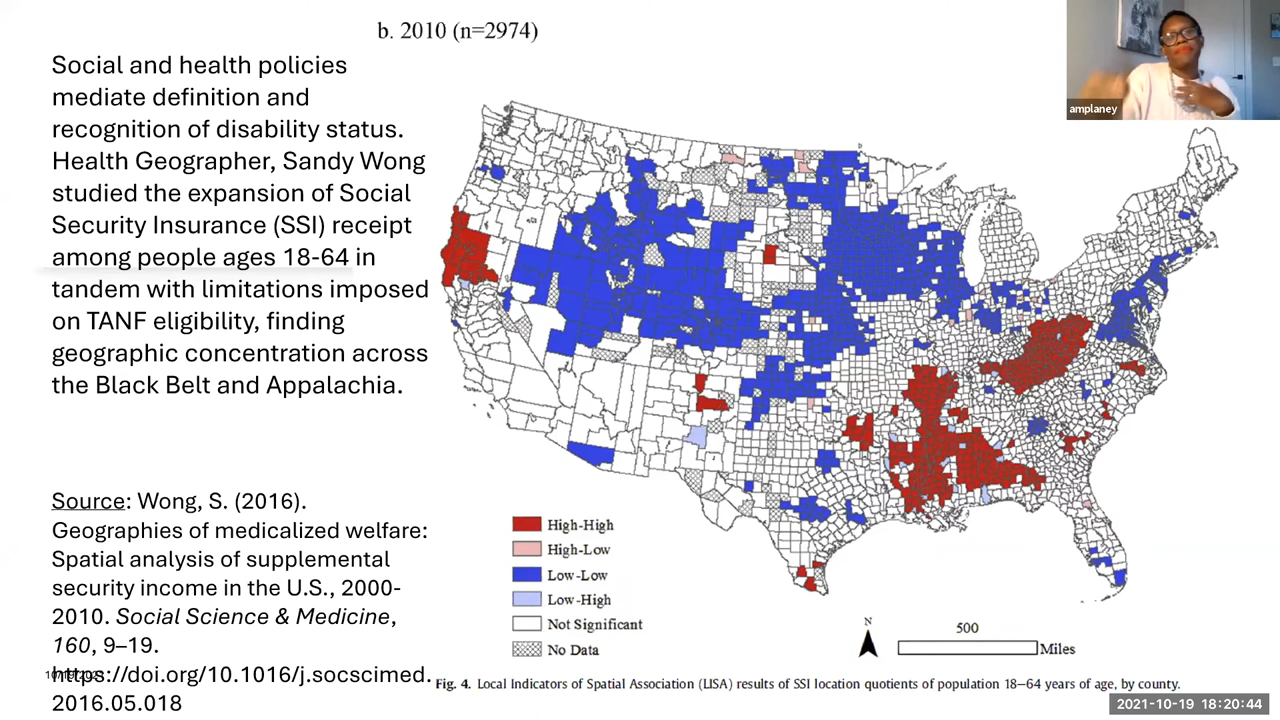 b. 2010 (n=2974)
Social and health policies
mediate definition and
recognition of disability status.
Health Geographer, Sandy Wong
studied the expansion of Social
Security Insurance (SSI) receipt
among people ages 18-64 in
tandem with limitations imposed
on TANF eligibility, finding
geographic concentration across
the Black Belt and Appalachia.
Source: Wong, S. (2016).
Geographies of medicalized welfare:
Spatial analysis of supplemental
security income in the U.S., 2000-
2010. Social Science & Medicine,
160, 9–19.
https://doi.org/10.1016/j.socscimed.
2016.05.018
amplaney
High-High
High-Low
Low-Low
Low-High
Not Significant
No Data
N
500
Miles
Fig. 4. Local Indicators of Spatial Association (LISA) results of SSI location quotients of population 18–64 years of age, by county.
2021-10-19 18:20:44